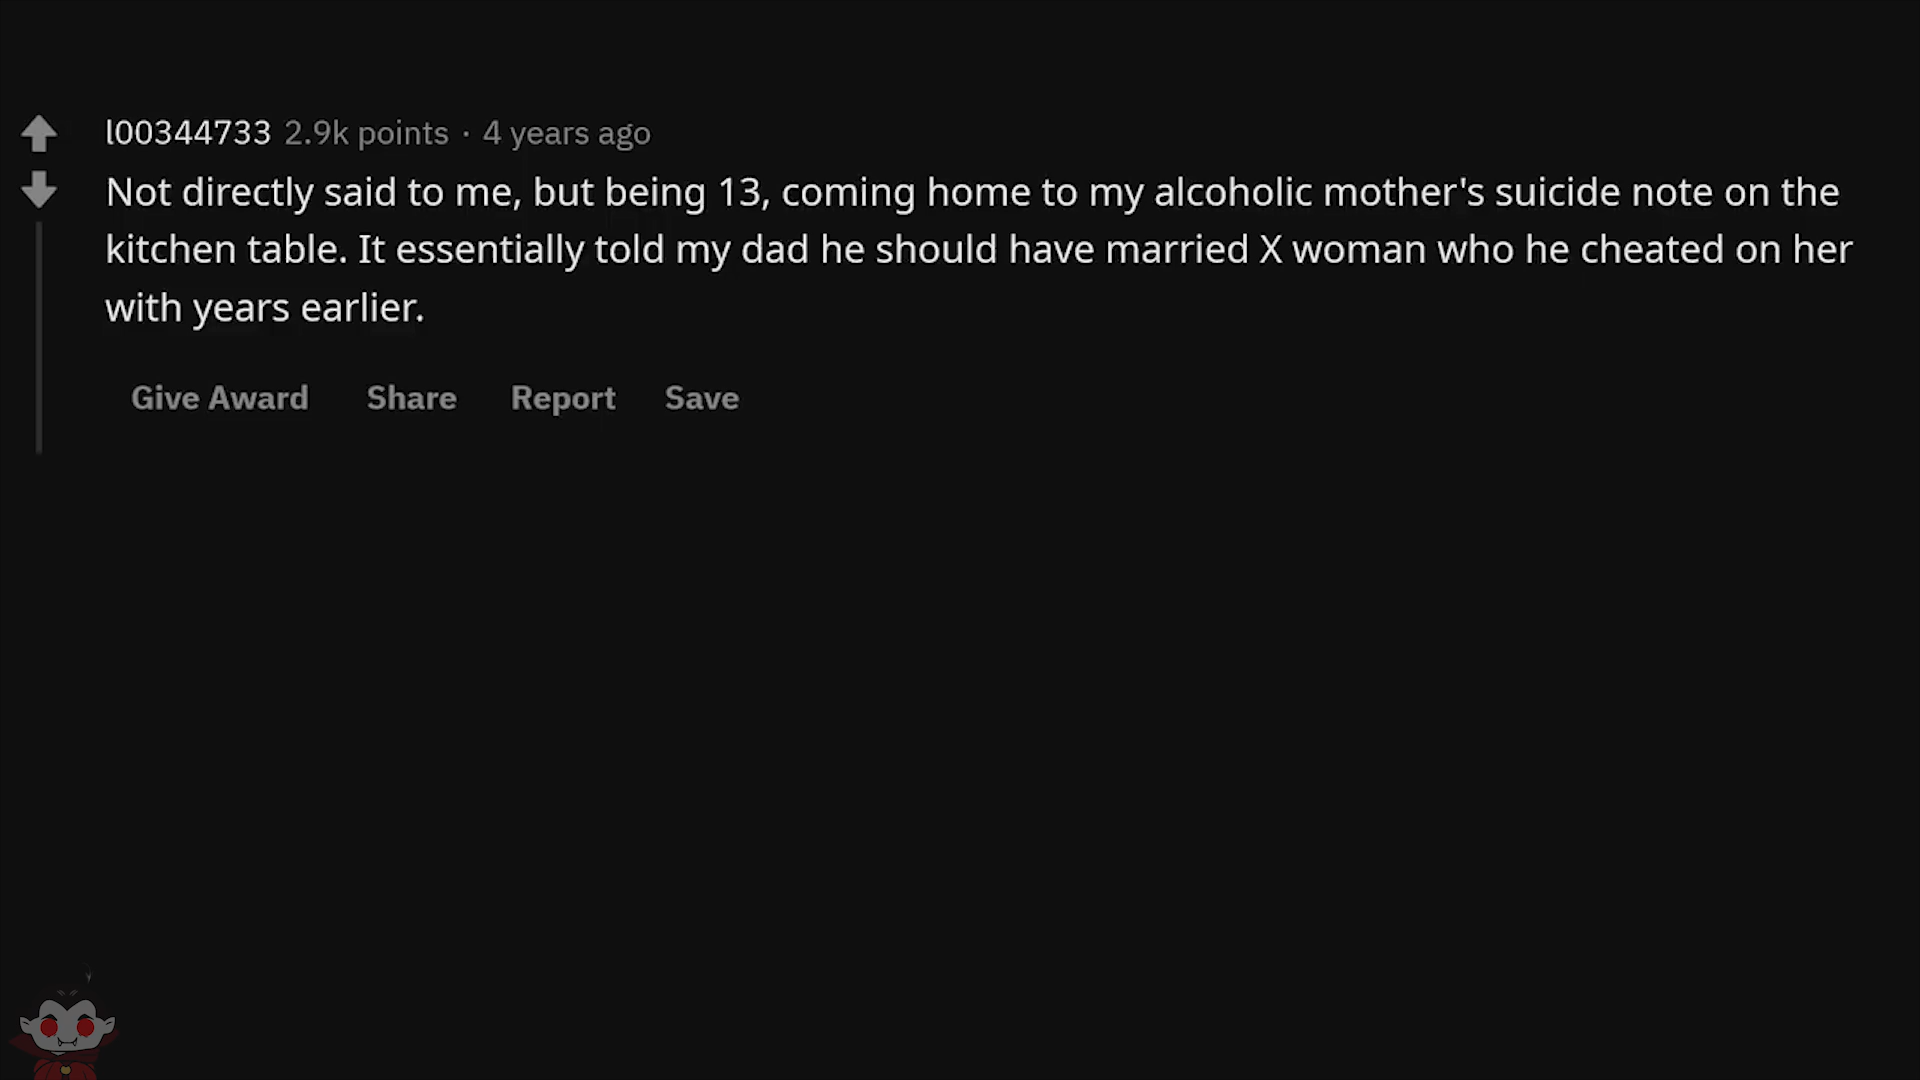 l00344733 2.9k points · 4 years ago
Not directly said to me, but being 13, coming home to my alcoholic mother's suicide note on the
kitchen table. It essentially told my dad he should have married X woman who he cheated on her
with years earlier.
Give Award Share Report Save